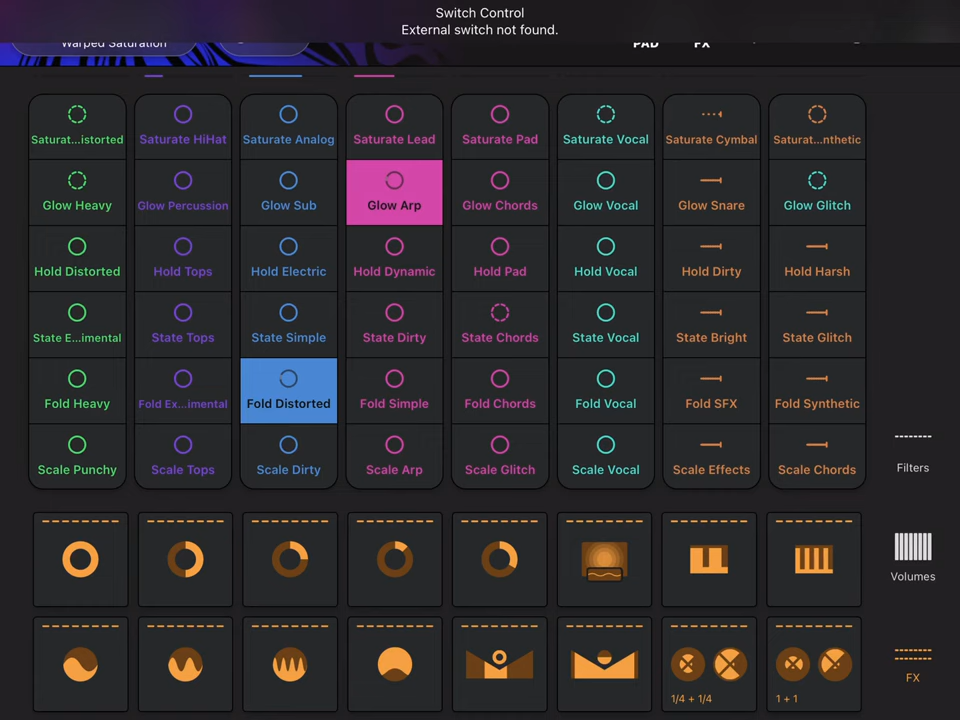 Switch Control
External switch not found.
Warped Saturation
PAD FX
Saturat...istorted Saturate HiHat Saturate Analog Saturate Lead Saturate Pad Saturate Vocal Saturate Cymbal Saturat...nthetic
Glow Heavy Glow Percussion Glow Sub Glow Arp Glow Chords Glow Vocal Glow Snare Glow Glitch
Hold Distorted Hold Tops Hold Electric Hold Dynamic Hold Pad Hold Vocal Hold Dirty Hold Harsh
State E...imental State Tops State Simple State Dirty State Chords State Vocal State Bright State Glitch
Fold Heavy Fold Ex...imental Fold Distorted Fold Simple Fold Chords Fold Vocal Fold SFX Fold Synthetic
Scale Punchy Scale Tops Scale Dirty Scale Arp Scale Glitch Scale Vocal Scale Effects Scale Chords
Filters
Volumes
FX
1/4 + 1/4 1 + 1